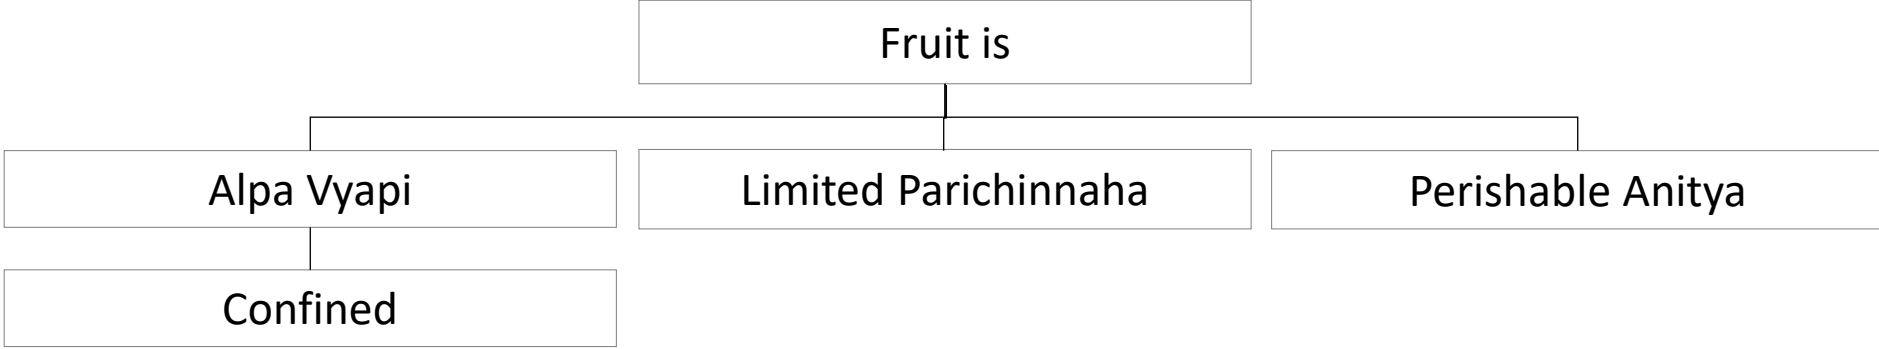 Fruit is
Alpa Vyapi
Limited Parichinnaha
Perishable Anitya
Confined